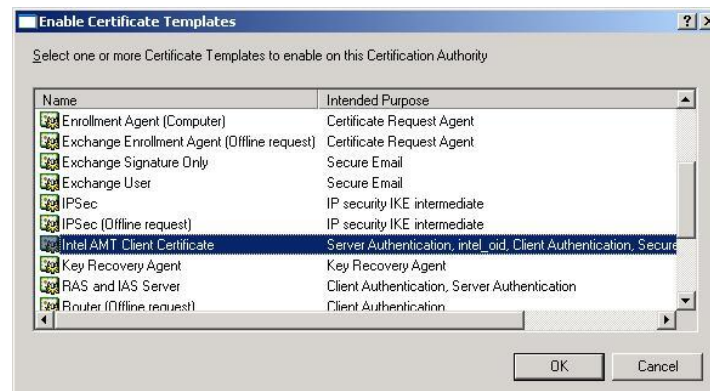 Enable Certificate Templates
Select one or more Certificate Templates to enable on this Certification Authority
Name Intended Purpose
Enrollment Agent (Computer) Certificate Request Agent
Exchange Enrollment Agent (Offline request) Certificate Request Agent
Exchange Signature Only Secure Email
Exchange User Secure Email
IPSec IP security IKE intermediate
IPSec (Offline request) IP security IKE intermediate
Intel AMT Client Certificate Server Authentication, intel_oid, Client Authentication, Secure
Key Recovery Agent Key Recovery Agent
RAS and IAS Server Client Authentication, Server Authentication
Router (Offline request) Client Authentication
OK Cancel